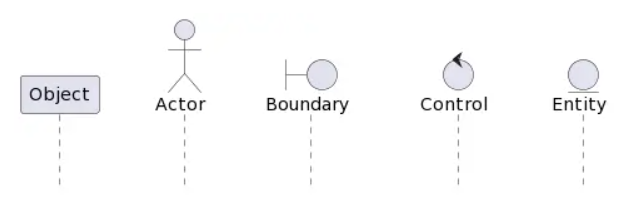 Object
Actor
Boundary
Control
Entity